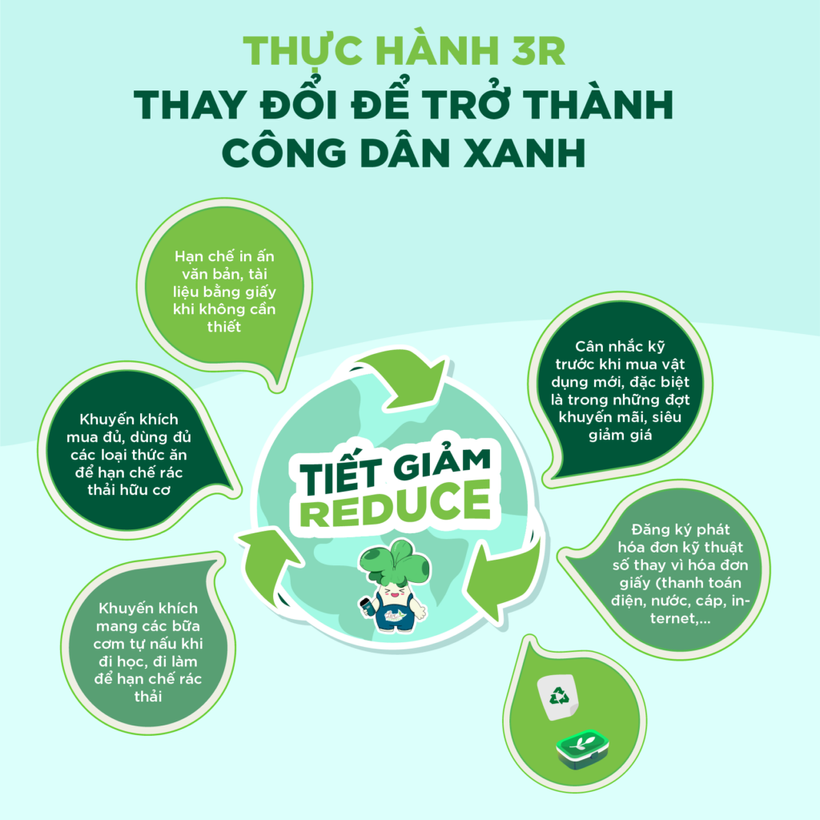 THỰC HÀNH 3R
THAY ĐỔI ĐỂ TRỞ THÀNH
CÔNG DÂN XANH
Hạn chế in ấn
văn bản, tài
liệu bằng giấy
khi không cần
thiết
Cân nhắc kỹ
trước khi mua vật
dụng mới, đặc biệt
là trong những đợt
khuyến mãi, siêu
giảm giá
Khuyến khích
mua đủ, dùng đủ
các loại thức ăn
để hạn chế rác
thải hữu cơ
TIẾT GIẢM
REDUCE
Đăng ký phát
hóa đơn kỹ thuật
số thay vì hóa đơn
giấy (thanh toán
điện, nước, cáp, in-
ternet,...
Khuyến khích
mang các bữa
cơm tự nấu khi
đi học, đi làm
để hạn chế rác
thải